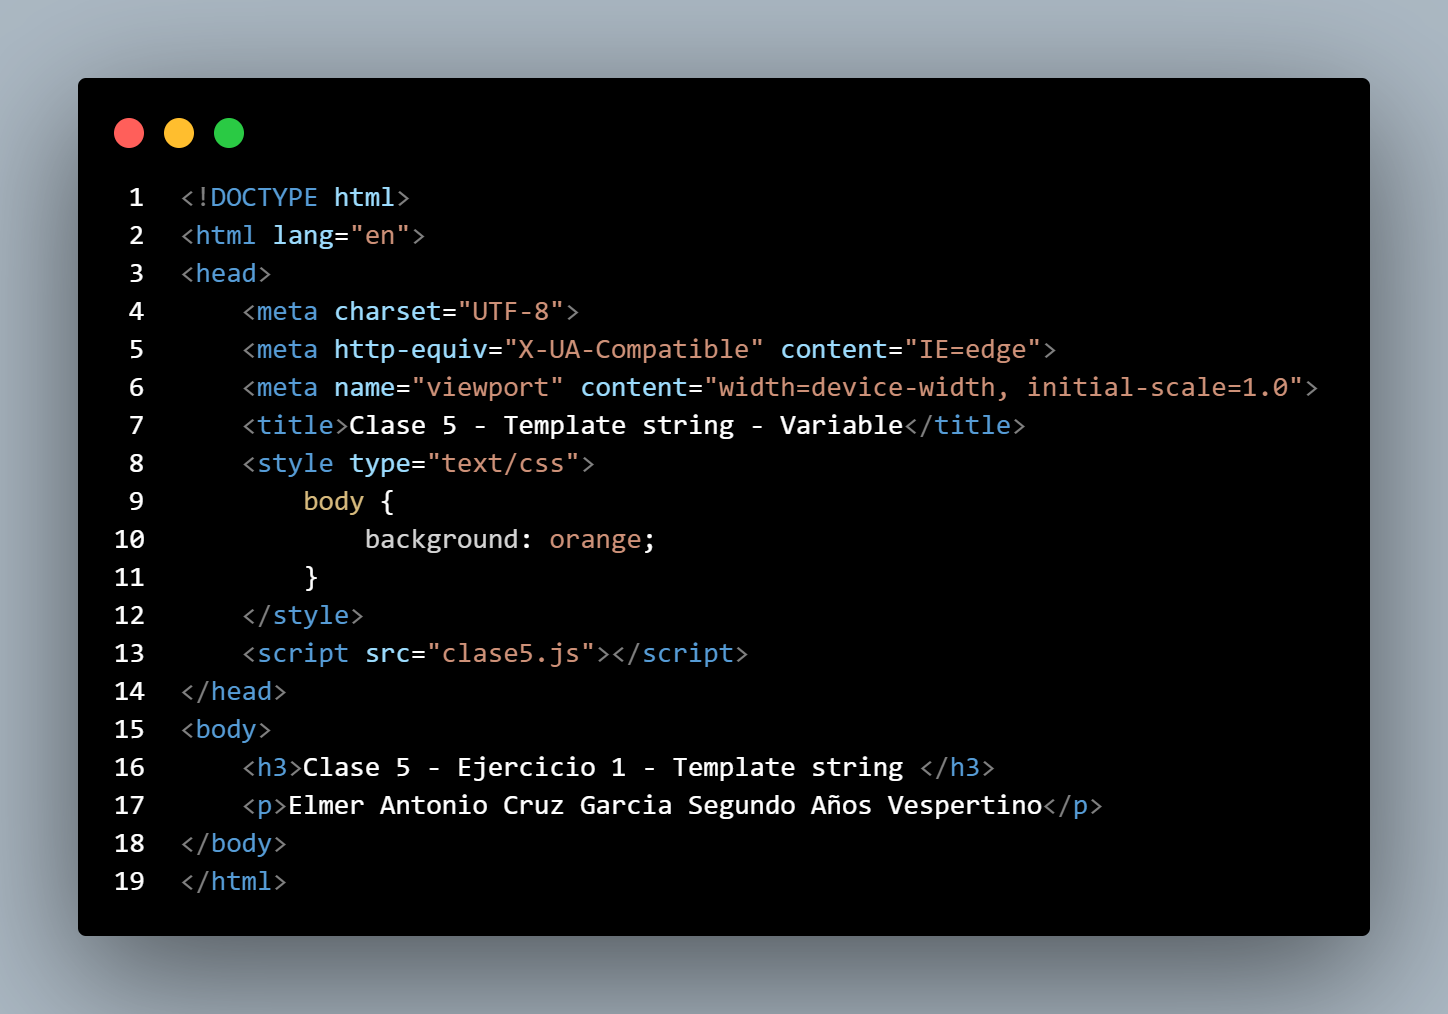 1 <!DOCTYPE html>
2 <html lang="en">
3 <head>
4     <meta charset="UTF-8">
5     <meta http-equiv="X-UA-Compatible" content="IE=edge">
6     <meta name="viewport" content="width=device-width, initial-scale=1.0">
7     <title>Clase 5 - Template string - Variable</title>
8     <style type="text/css">
9         body {
10             background: orange;
11         }
12     </style>
13     <script src="clase5.js"></script>
14 </head>
15 <body>
16     <h3>Clase 5 - Ejercicio 1 - Template string </h3>
17     <p>Elmer Antonio Cruz Garcia Segundo Años Vespertino</p>
18 </body>
19 </html>